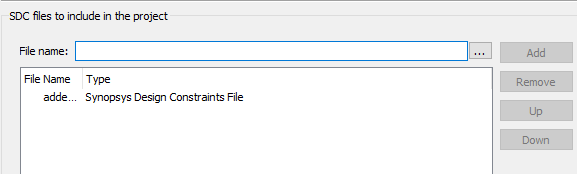 SDC files to include in the project
File name:
...
Add
File Name Type
Remove
adde... Synopsys Design Constraints File
Up
Down